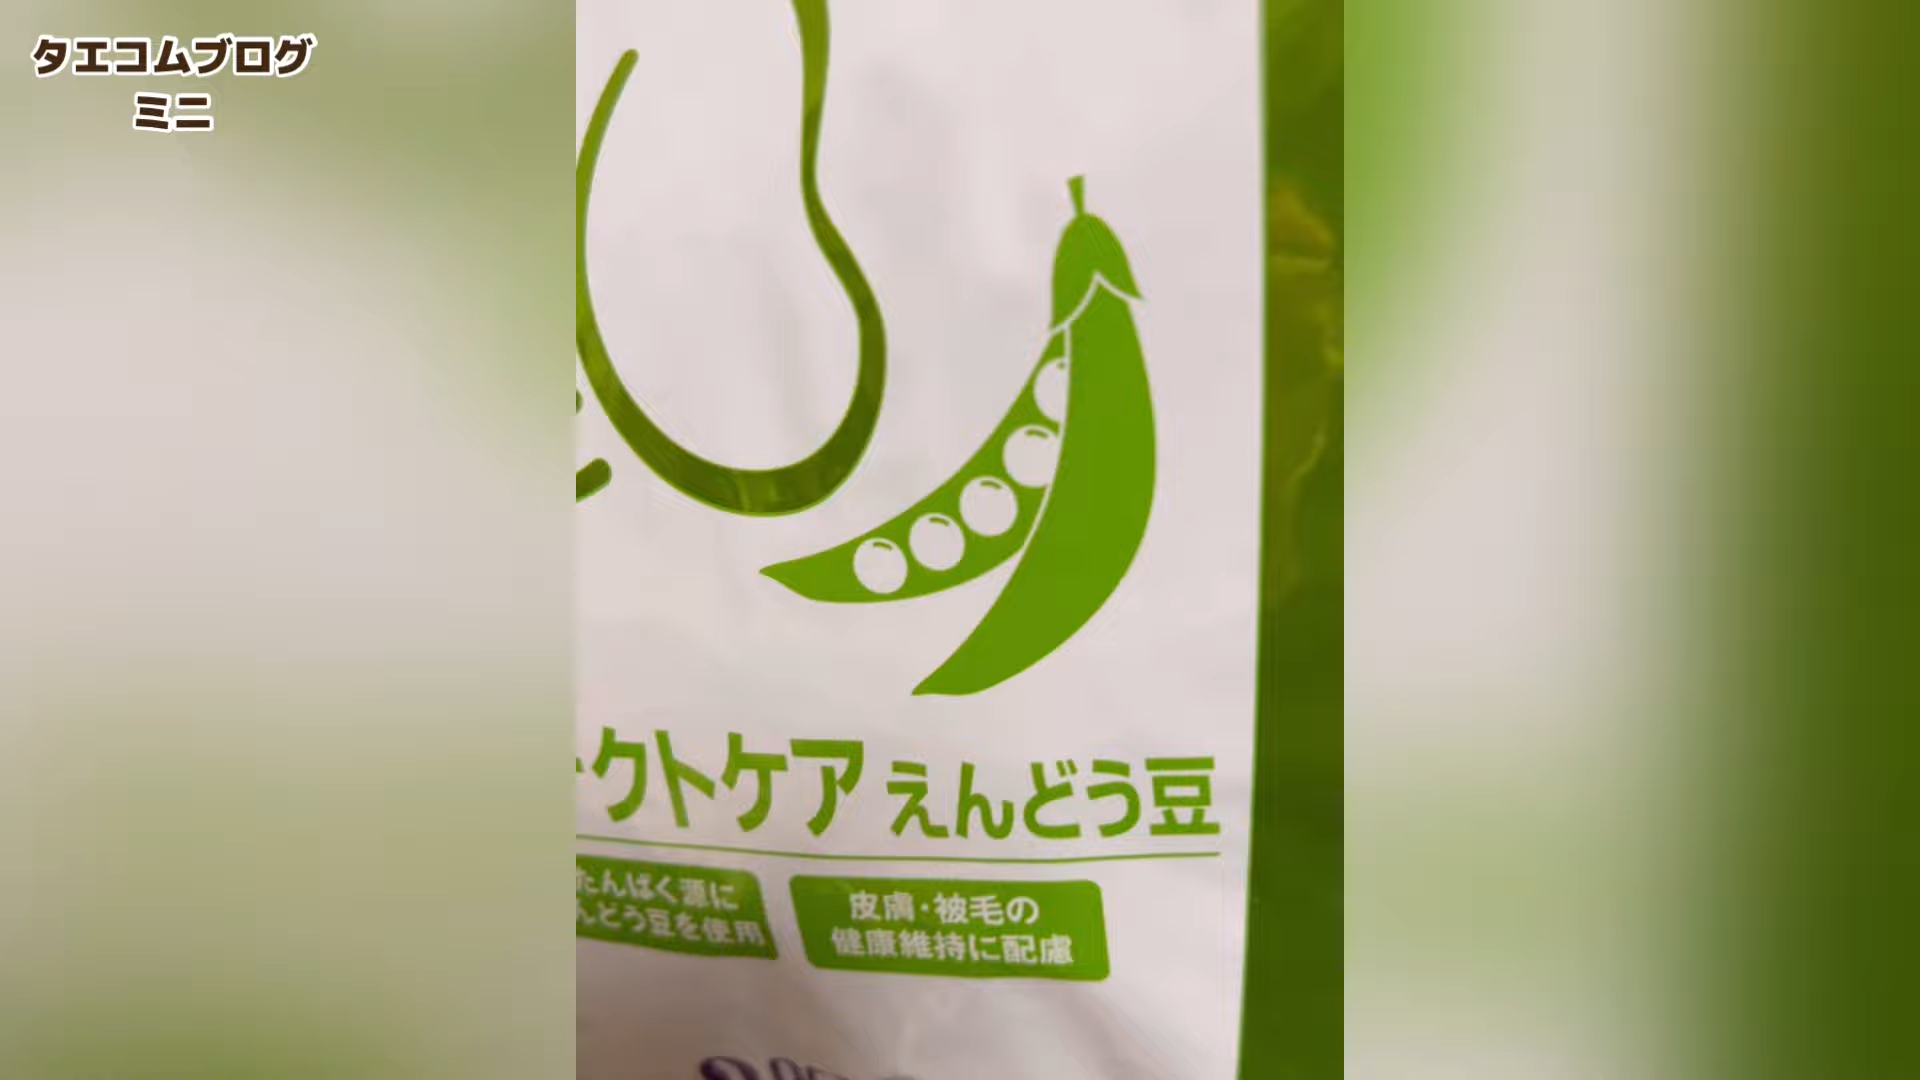 タエコムブログ
ミニ
クトケア えんどう豆
たんぱく源に
んどう豆を使用
皮膚・被毛の
健康維持に配慮